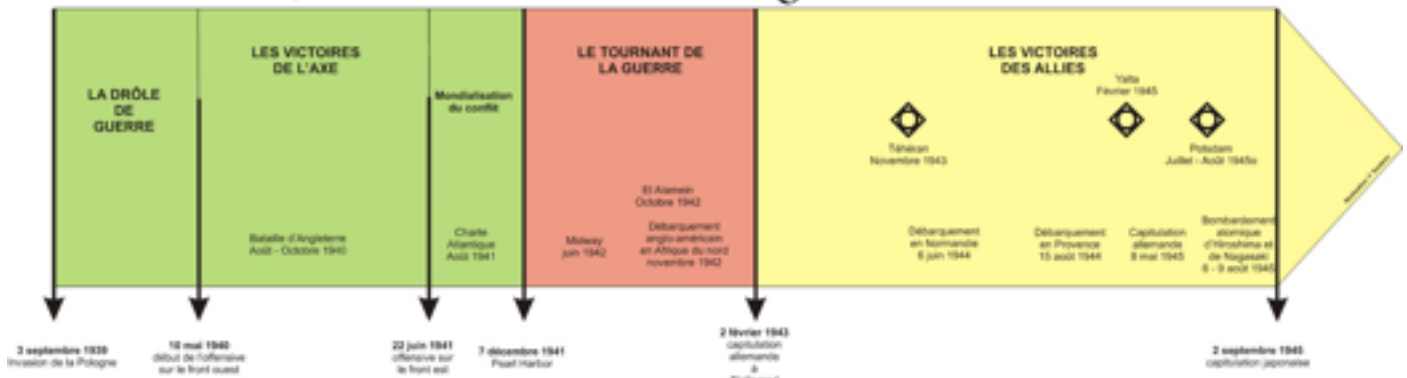 LA DRÔLE
DE
GUERRE
LES VICTOIRES
DE L'AXE
Mondialisation
du conflit
LE TOURNANT DE
LA GUERRE
LES VICTOIRES
DES ALLIES
Yalta
Février 1945
Téhéran
Novembre 1943
Potsdam
Juillet - Août 1945
Bataille d'Angleterre
Août - Octobre 1940
Charte
Atlantique
Août 1941
Midway
juin 1942
El Alamein
Octobre 1942
Débarquement
anglo-américain
en Afrique du nord
novembre 1942
Débarquement
en Normandie
6 juin 1944
Débarquement
en Provence
15 août 1944
Capitulation
allemande
8 mai 1945
Bombardement
atomique
d'Hiroshima et
de Nagasaki
6 - 9 août 1945
3 septembre 1939
Invasion de la Pologne
10 mai 1940
début de l'offensive
sur le front ouest
22 juin 1941
offensive sur
le front est
7 décembre 1941
Pearl Harbor
2 février 1943
capitulation
allemande
à
2 septembre 1945
capitulation japonaise